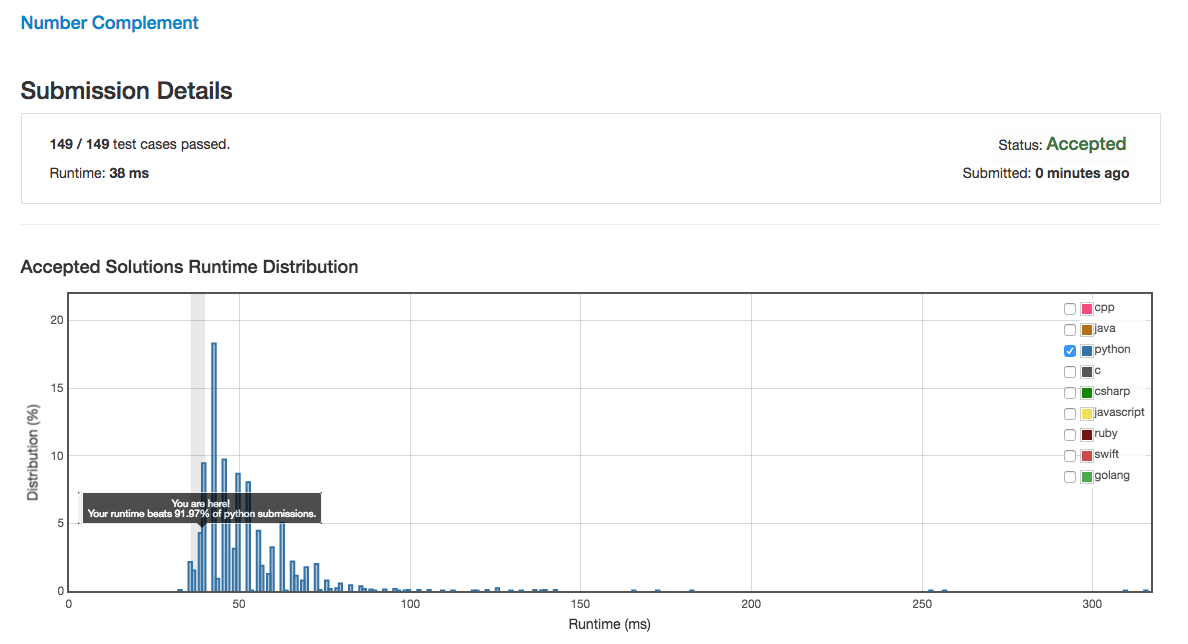 Number Complement
Submission Details
149 / 149 test cases passed.
Status: Accepted
Runtime: 38 ms
Submitted: 0 minutes ago
Accepted Solutions Runtime Distribution
cpp
java
python
c
csharp
javascript
ruby
swift
golang
20
15
10
5
0
Distribution (%)
You are here!
Your runtime beats 91.97% of python submissions.
0
50
100
150
200
250
300
Runtime (ms)